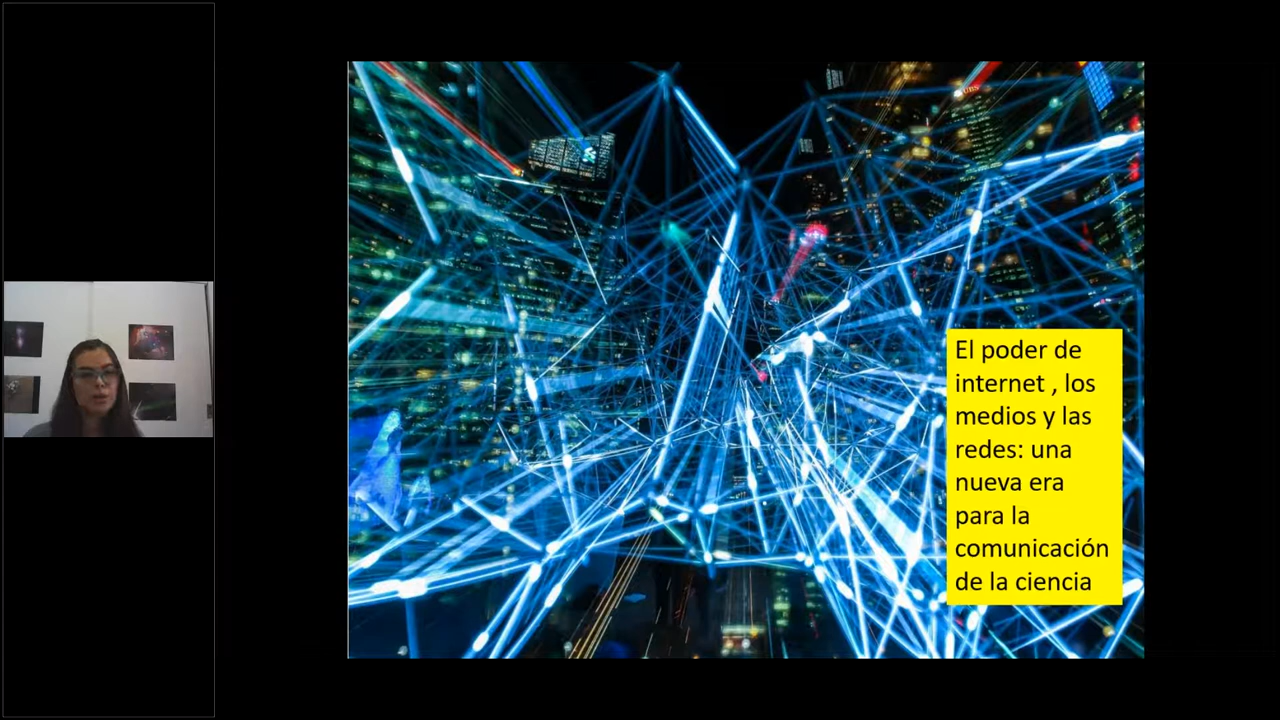 El poder de
internet , los
medios y las
redes: una
nueva era
para la
comunicación
de la ciencia